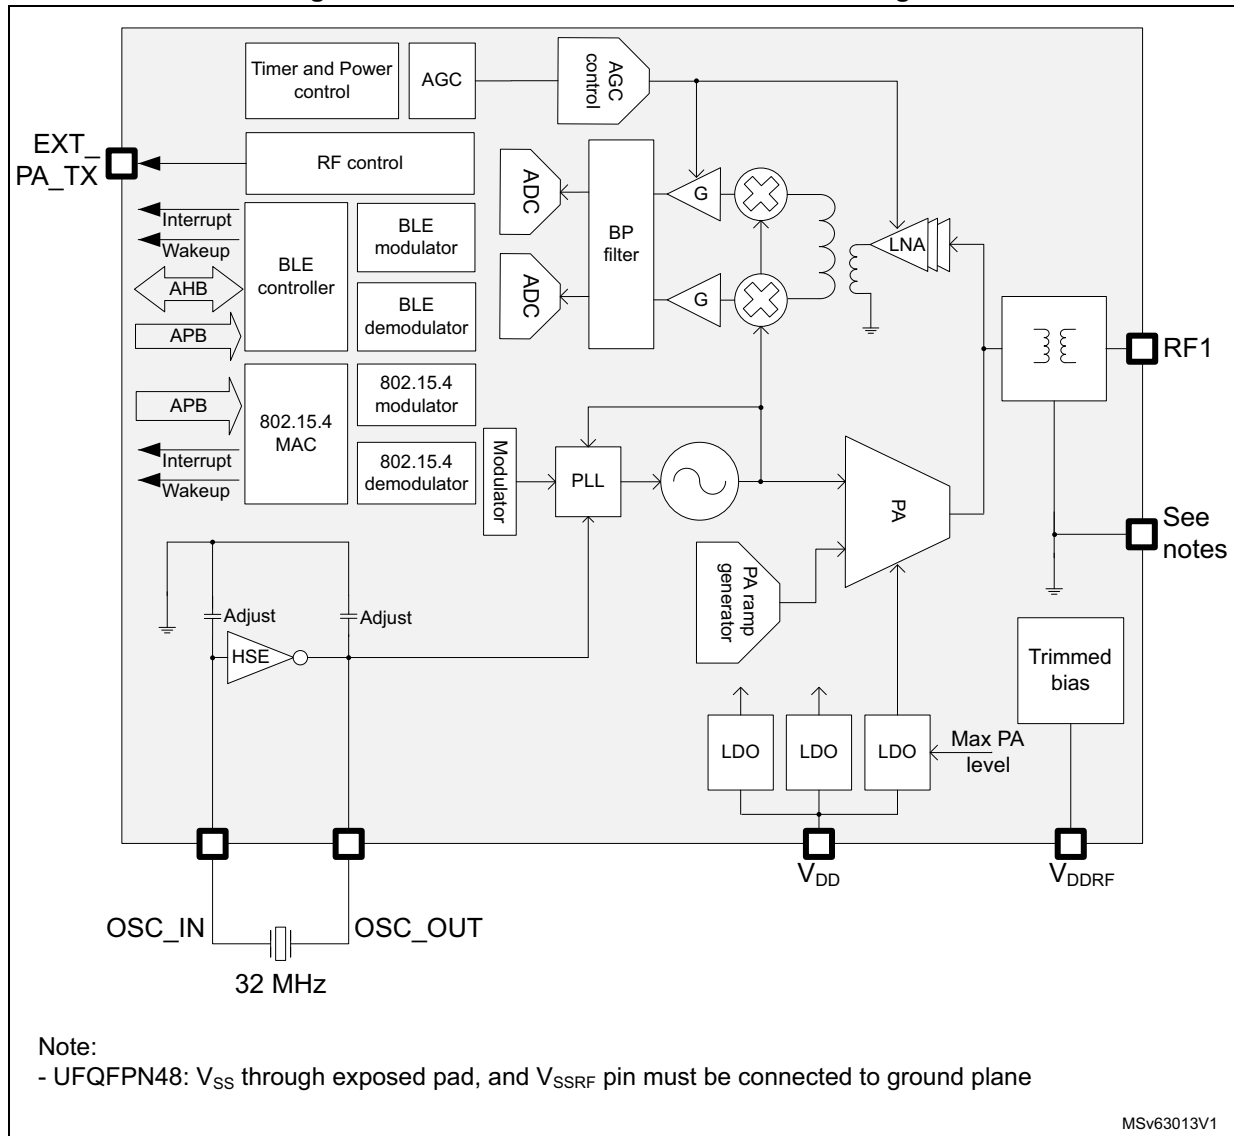 Timer and Power
control
AGC
AGC
control
EXT_
PA_TX
RF control
ADC
ADC
BP
filter
G
G
LNA
Interrupt
Wakeup
AHB
APB
BLE
controller
BLE
modulator
BLE
demodulator
RF1
APB
Interrupt
Wakeup
802.15.4
MAC
802.15.4
modulator
802.15.4
demodulator
Modulator
PLL
PA
See
notes
PA ramp
generator
Adjust
Adjust
HSE
Trimmed
bias
LDO
LDO
LDO
Max PA
level
VDD
VDDRF
OSC_IN
OSC_OUT
32 MHz
Note:
- UFQFPN48: VSS through exposed pad, and VSSRF pin must be connected to ground plane
MSv63013V1